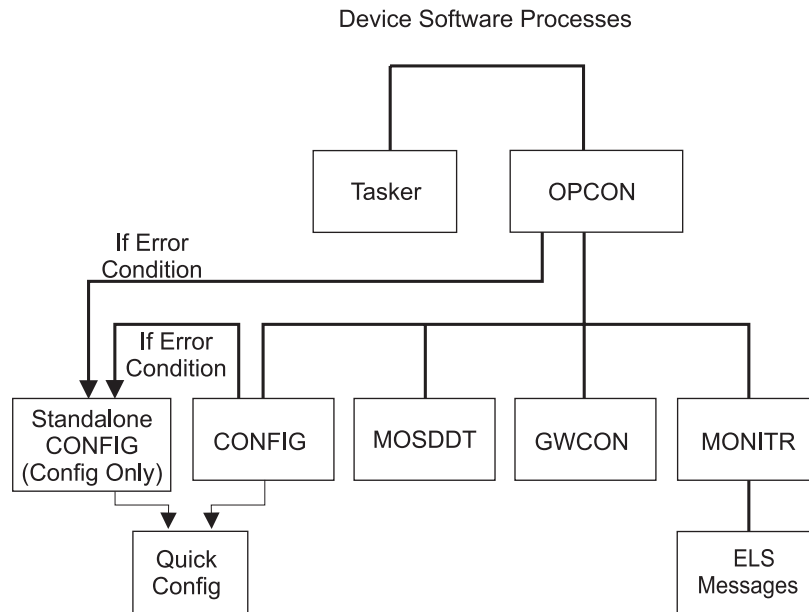 Device Software Processes
Tasker
OPCON
If Error
Condition
If Error
Condition
Standalone
CONFIG
(Config Only)
CONFIG
MOSDDT
GWCON
MONITR
Quick
Config
ELS
Messages